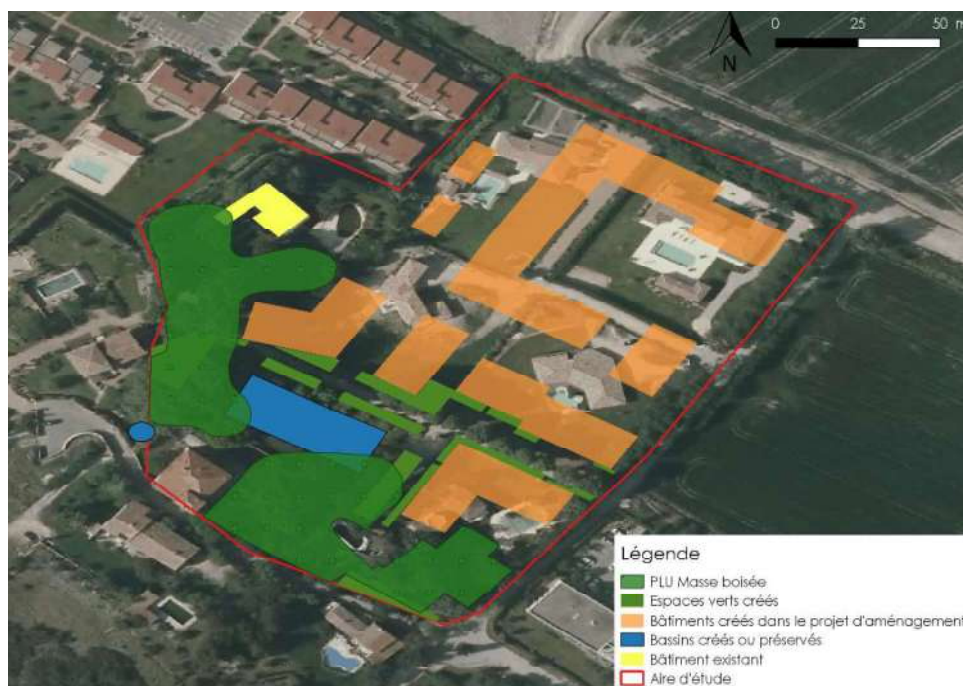 0 25 50 m
N
Légende
PLU Masse boisée
Espaces verts créés
Bâtiments créés dans le projet d'aménagement
Bassins créés ou préservés
Bâtiment existant
Aire d'étude